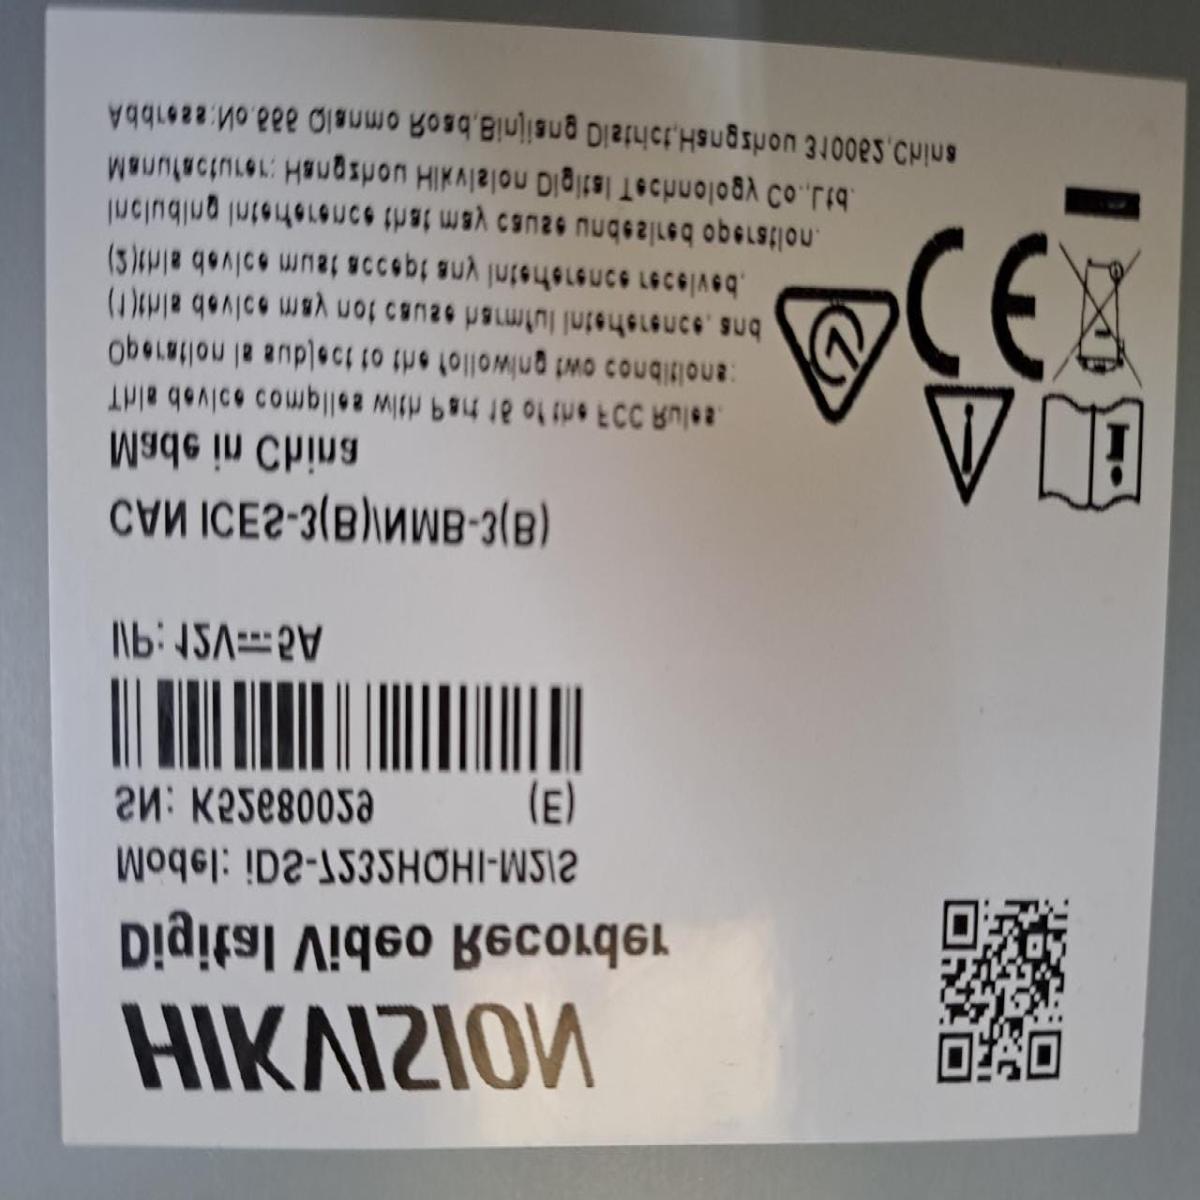 HIKVISION
Digital Video Recorder
Model: iDS-7232HQHI-M2/S
SN: K52680029 (E)
I/P: 12V⎓5A
CAN ICES-3(B)/NMB-3(B)
Made in China
This device complies with Part 15 of the FCC Rules.
Operation is subject to the following two conditions:
(1)this device may not cause harmful interference, and
(2)this device must accept any interference received,
including interference that may cause undesired operation.
Manufacturer: Hangzhou Hikvision Digital Technology Co.,Ltd.
Address:No.555 Qianmo Road,Binjiang District,Hangzhou 310052,China
CE